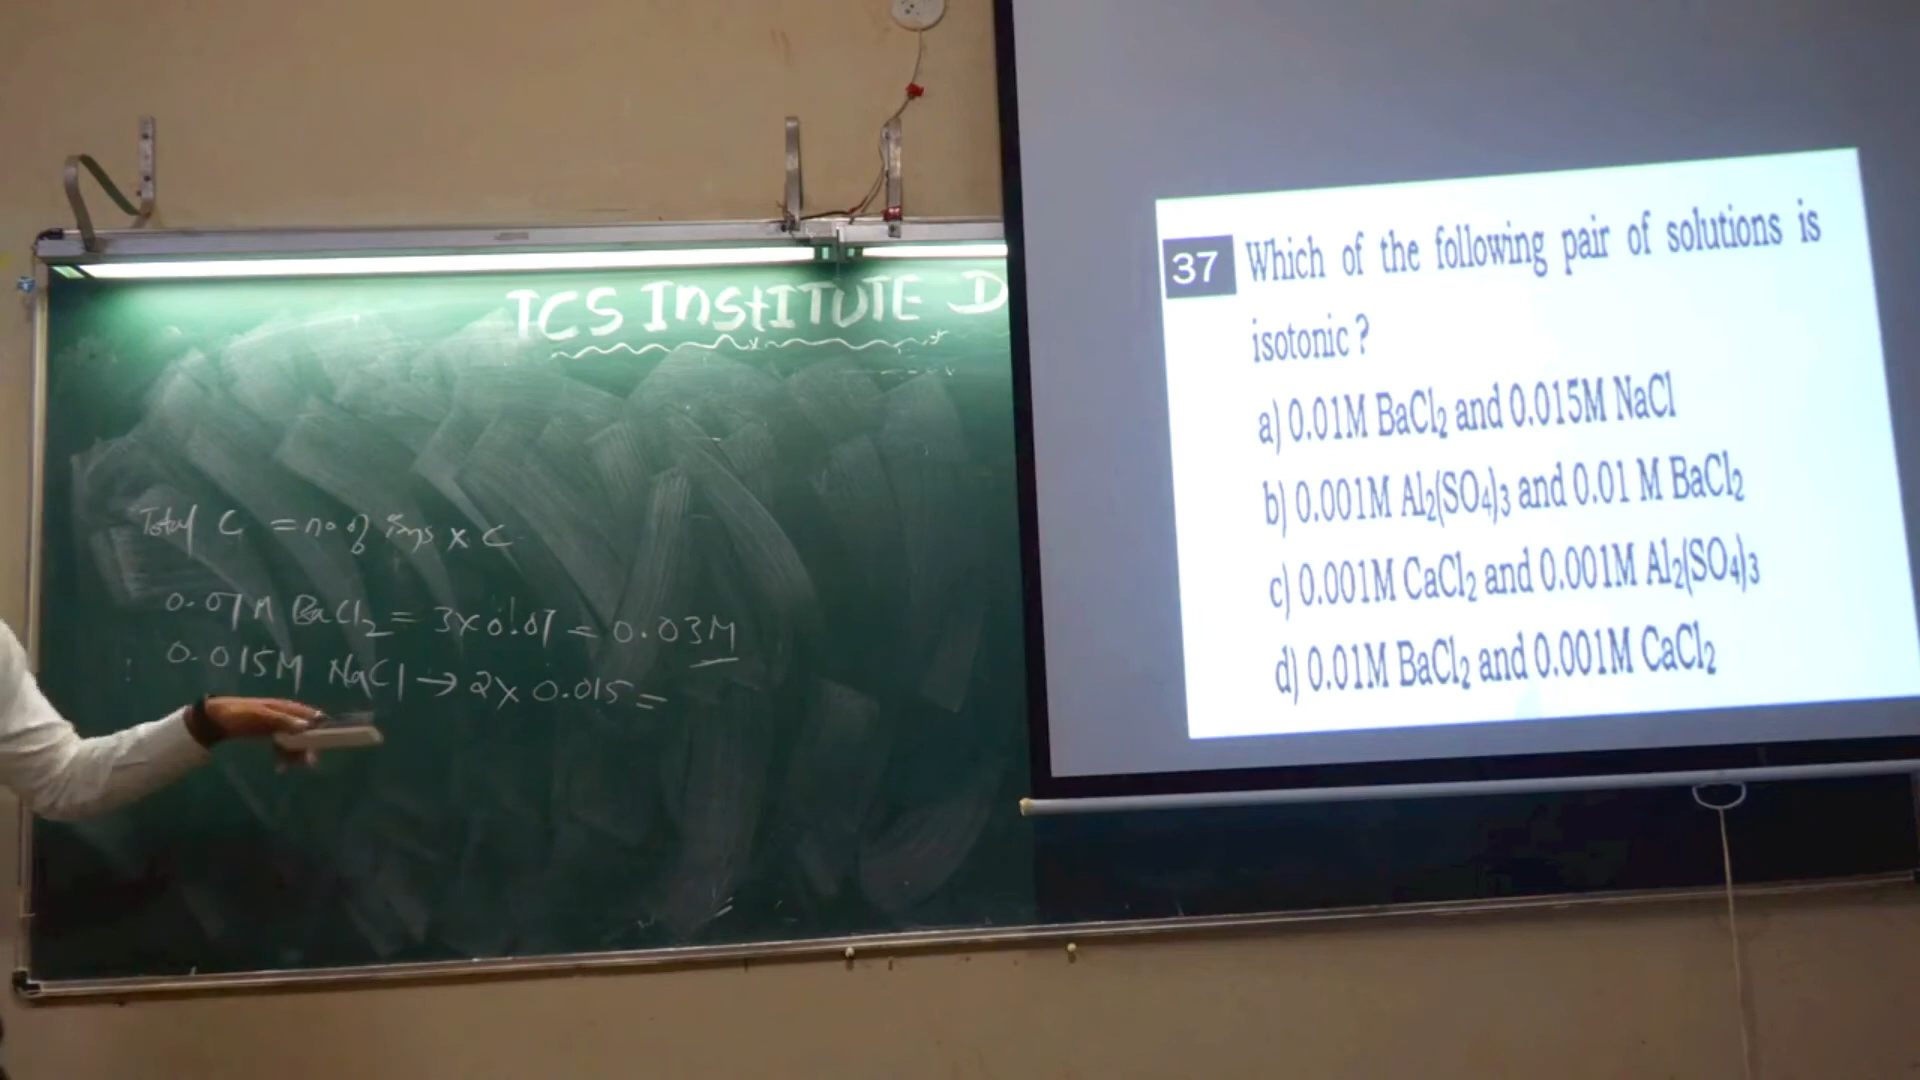 TCS InstITUTE D
Total C = no of ions x C
0.01M BaCl₂ = 3x0.01 = 0.03M
0.015M NaCl → 2x 0.015 =
37 Which of the following pair of solutions is
isotonic ?
a) 0.01M BaCl₂ and 0.015M NaCl
b) 0.001M Al₂(SO₄)₃ and 0.01 M BaCl₂
c) 0.001M CaCl₂ and 0.001M Al₂(SO₄)₃
d) 0.01M BaCl₂ and 0.001M CaCl₂